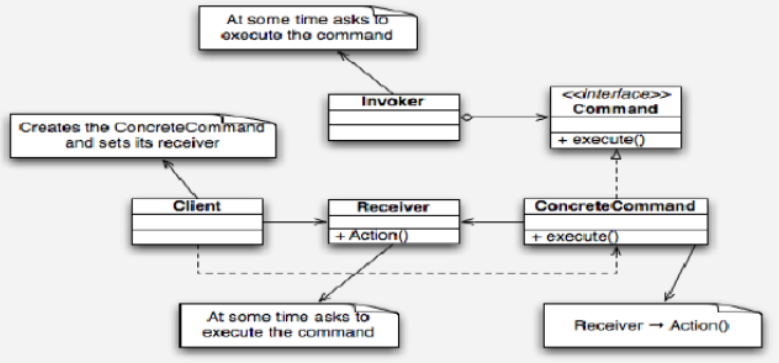 At some time asks to
execute the command
Invoker
<<interface>>
Command
+ execute()
Creates the ConcreteCommand
and sets its receiver
Client
Receiver
+ Action()
ConcreteCommand
+ execute()
At some time asks to
execute the command
Receiver → Action()